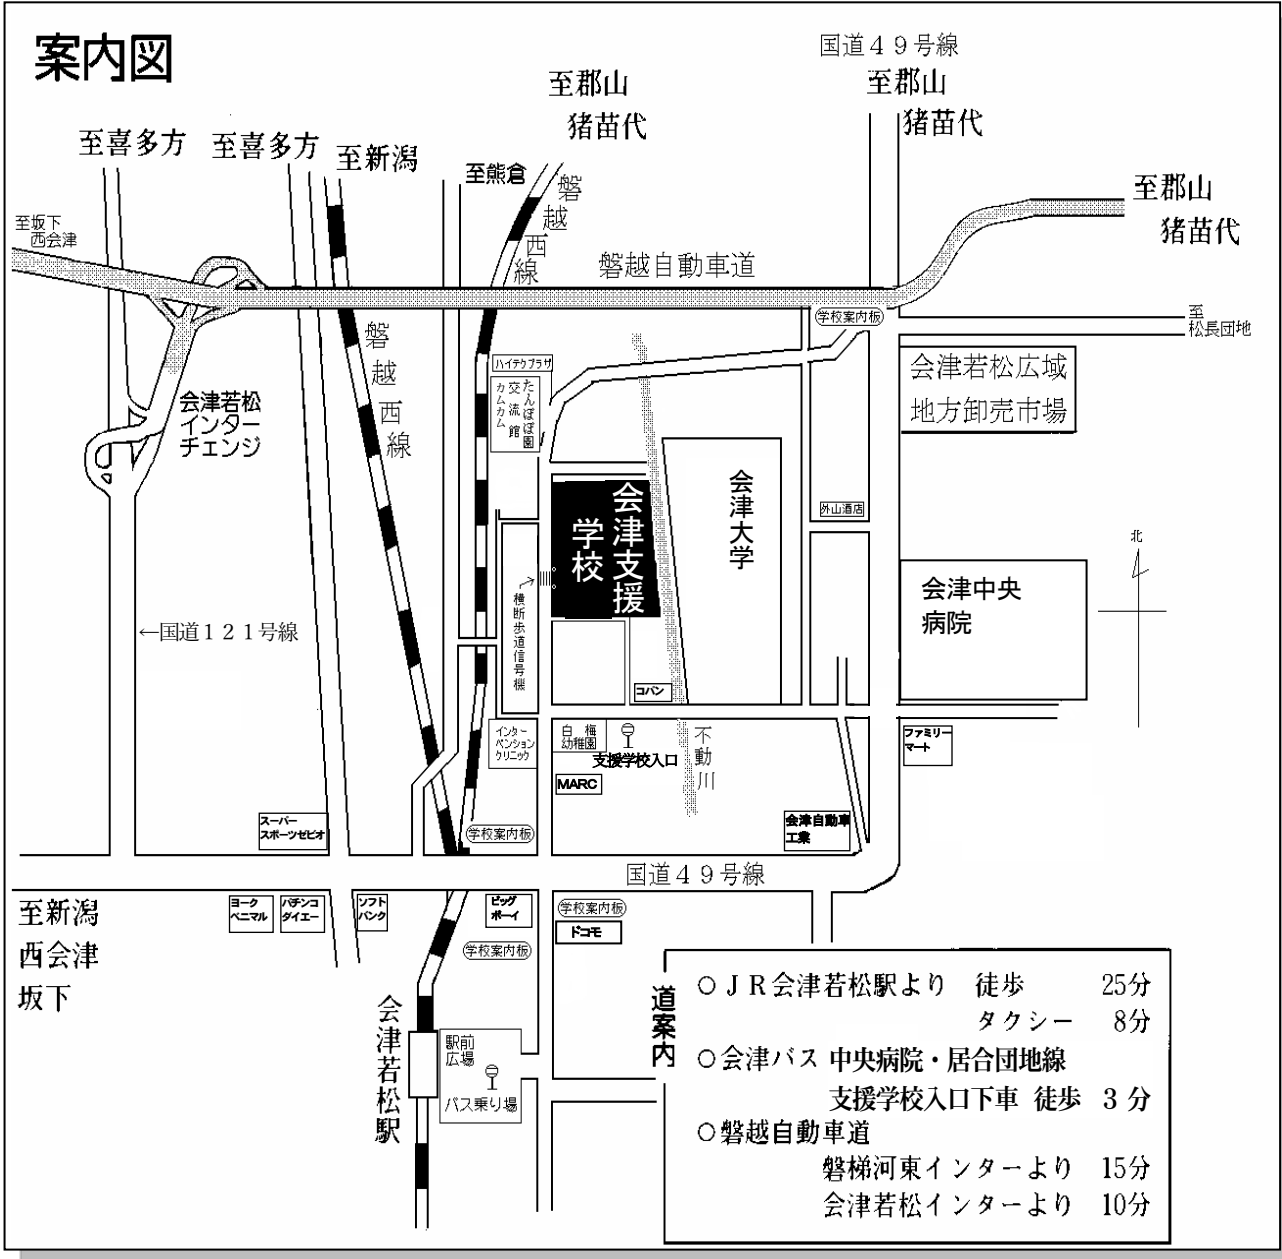 案内図
国道４９号線
至郡山
猪苗代
至郡山
猪苗代
至喜多方
至喜多方
至新潟
至熊倉
磐越西線
至郡山
猪苗代
至坂下
西会津
磐越自動車道
学校案内板
至
松長団地
磐越西線
ハイテクプラザ
たんぽぽ園
交流館
カムカム
会津若松広域
地方卸売市場
会津若松
インター
チェンジ
会津支援
学校
会津大学
外山酒店
北
会津中央
病院
横断歩道信号機
←国道１２１号線
コパン
インター
ベンション
クリニック
白梅
幼稚園
支援学校入口
不動川
ファミリー
マート
MARC
スーパー
スポーツゼビオ
学校案内板
会津自動車
工業
国道４９号線
至新潟
西会津
坂下
ヨーク
ベニマル
パチンコ
ダイエー
ソフト
バンク
ビッグ
ボーイ
学校案内板
ドコモ
学校案内板
会津若松駅
駅前
広場
バス乗り場
道案内
○ＪＲ会津若松駅より 徒歩 25分
タクシー 8分
○会津バス 中央病院・居合団地線
支援学校入口下車 徒歩 3 分
○磐越自動車道
磐梯河東インターより 15分
会津若松インターより 10分